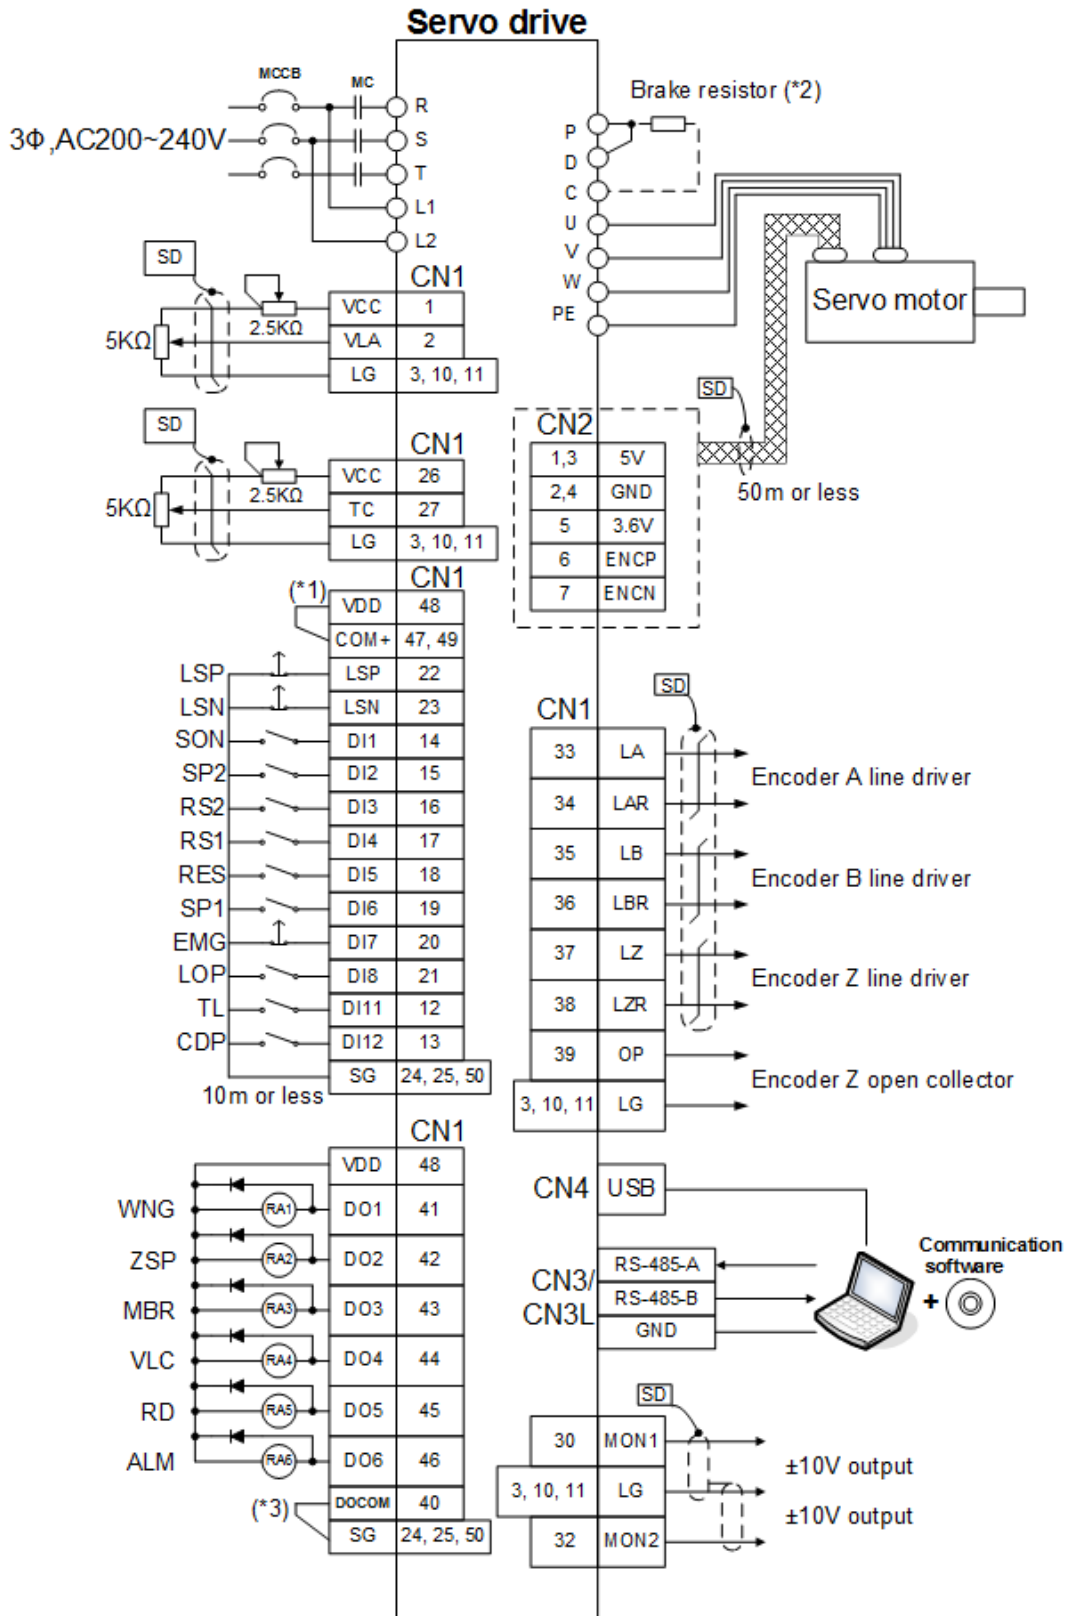 Servo drive
MCCB
MC
3Φ,AC200~240V
R
S
T
L1
L2
SD
CN1
5KΩ
2.5KΩ
VCC 1
VLA 2
LG 3, 10, 11
SD
CN1
5KΩ
2.5KΩ
VCC 26
TC 27
LG 3, 10, 11
CN1
(*1)
VDD 48
COM+ 47, 49
LSP LSP 22
LSN LSN 23
SON DI1 14
SP2 DI2 15
RS2 DI3 16
RS1 DI4 17
RES DI5 18
SP1 DI6 19
EMG DI7 20
LOP DI8 21
TL DI11 12
CDP DI12 13
SG 24, 25, 50
10m or less
CN1
VDD 48
WNG RA1 DO1 41
ZSP RA2 DO2 42
MBR RA3 DO3 43
VLC RA4 DO4 44
RD RA5 DO5 45
ALM RA6 DO6 46
(*3)
DOCOM 40
SG 24, 25, 50
Brake resistor (*2)
P
D
C
U
V
W
PE
Servo motor
SD
50m or less
CN2
1,3 5V
2,4 GND
5 3.6V
6 ENCP
7 ENCN
SD
CN1
33 LA
34 LAR
Encoder A line driver
35 LB
36 LBR
Encoder B line driver
37 LZ
38 LZR
Encoder Z line driver
39 OP
3, 10, 11 LG
Encoder Z open collector
CN4 USB
CN3/
CN3L
RS-485-A
RS-485-B
GND
Communication
software
+
SD
30 MON1
3, 10, 11 LG
32 MON2
±10V output
±10V output